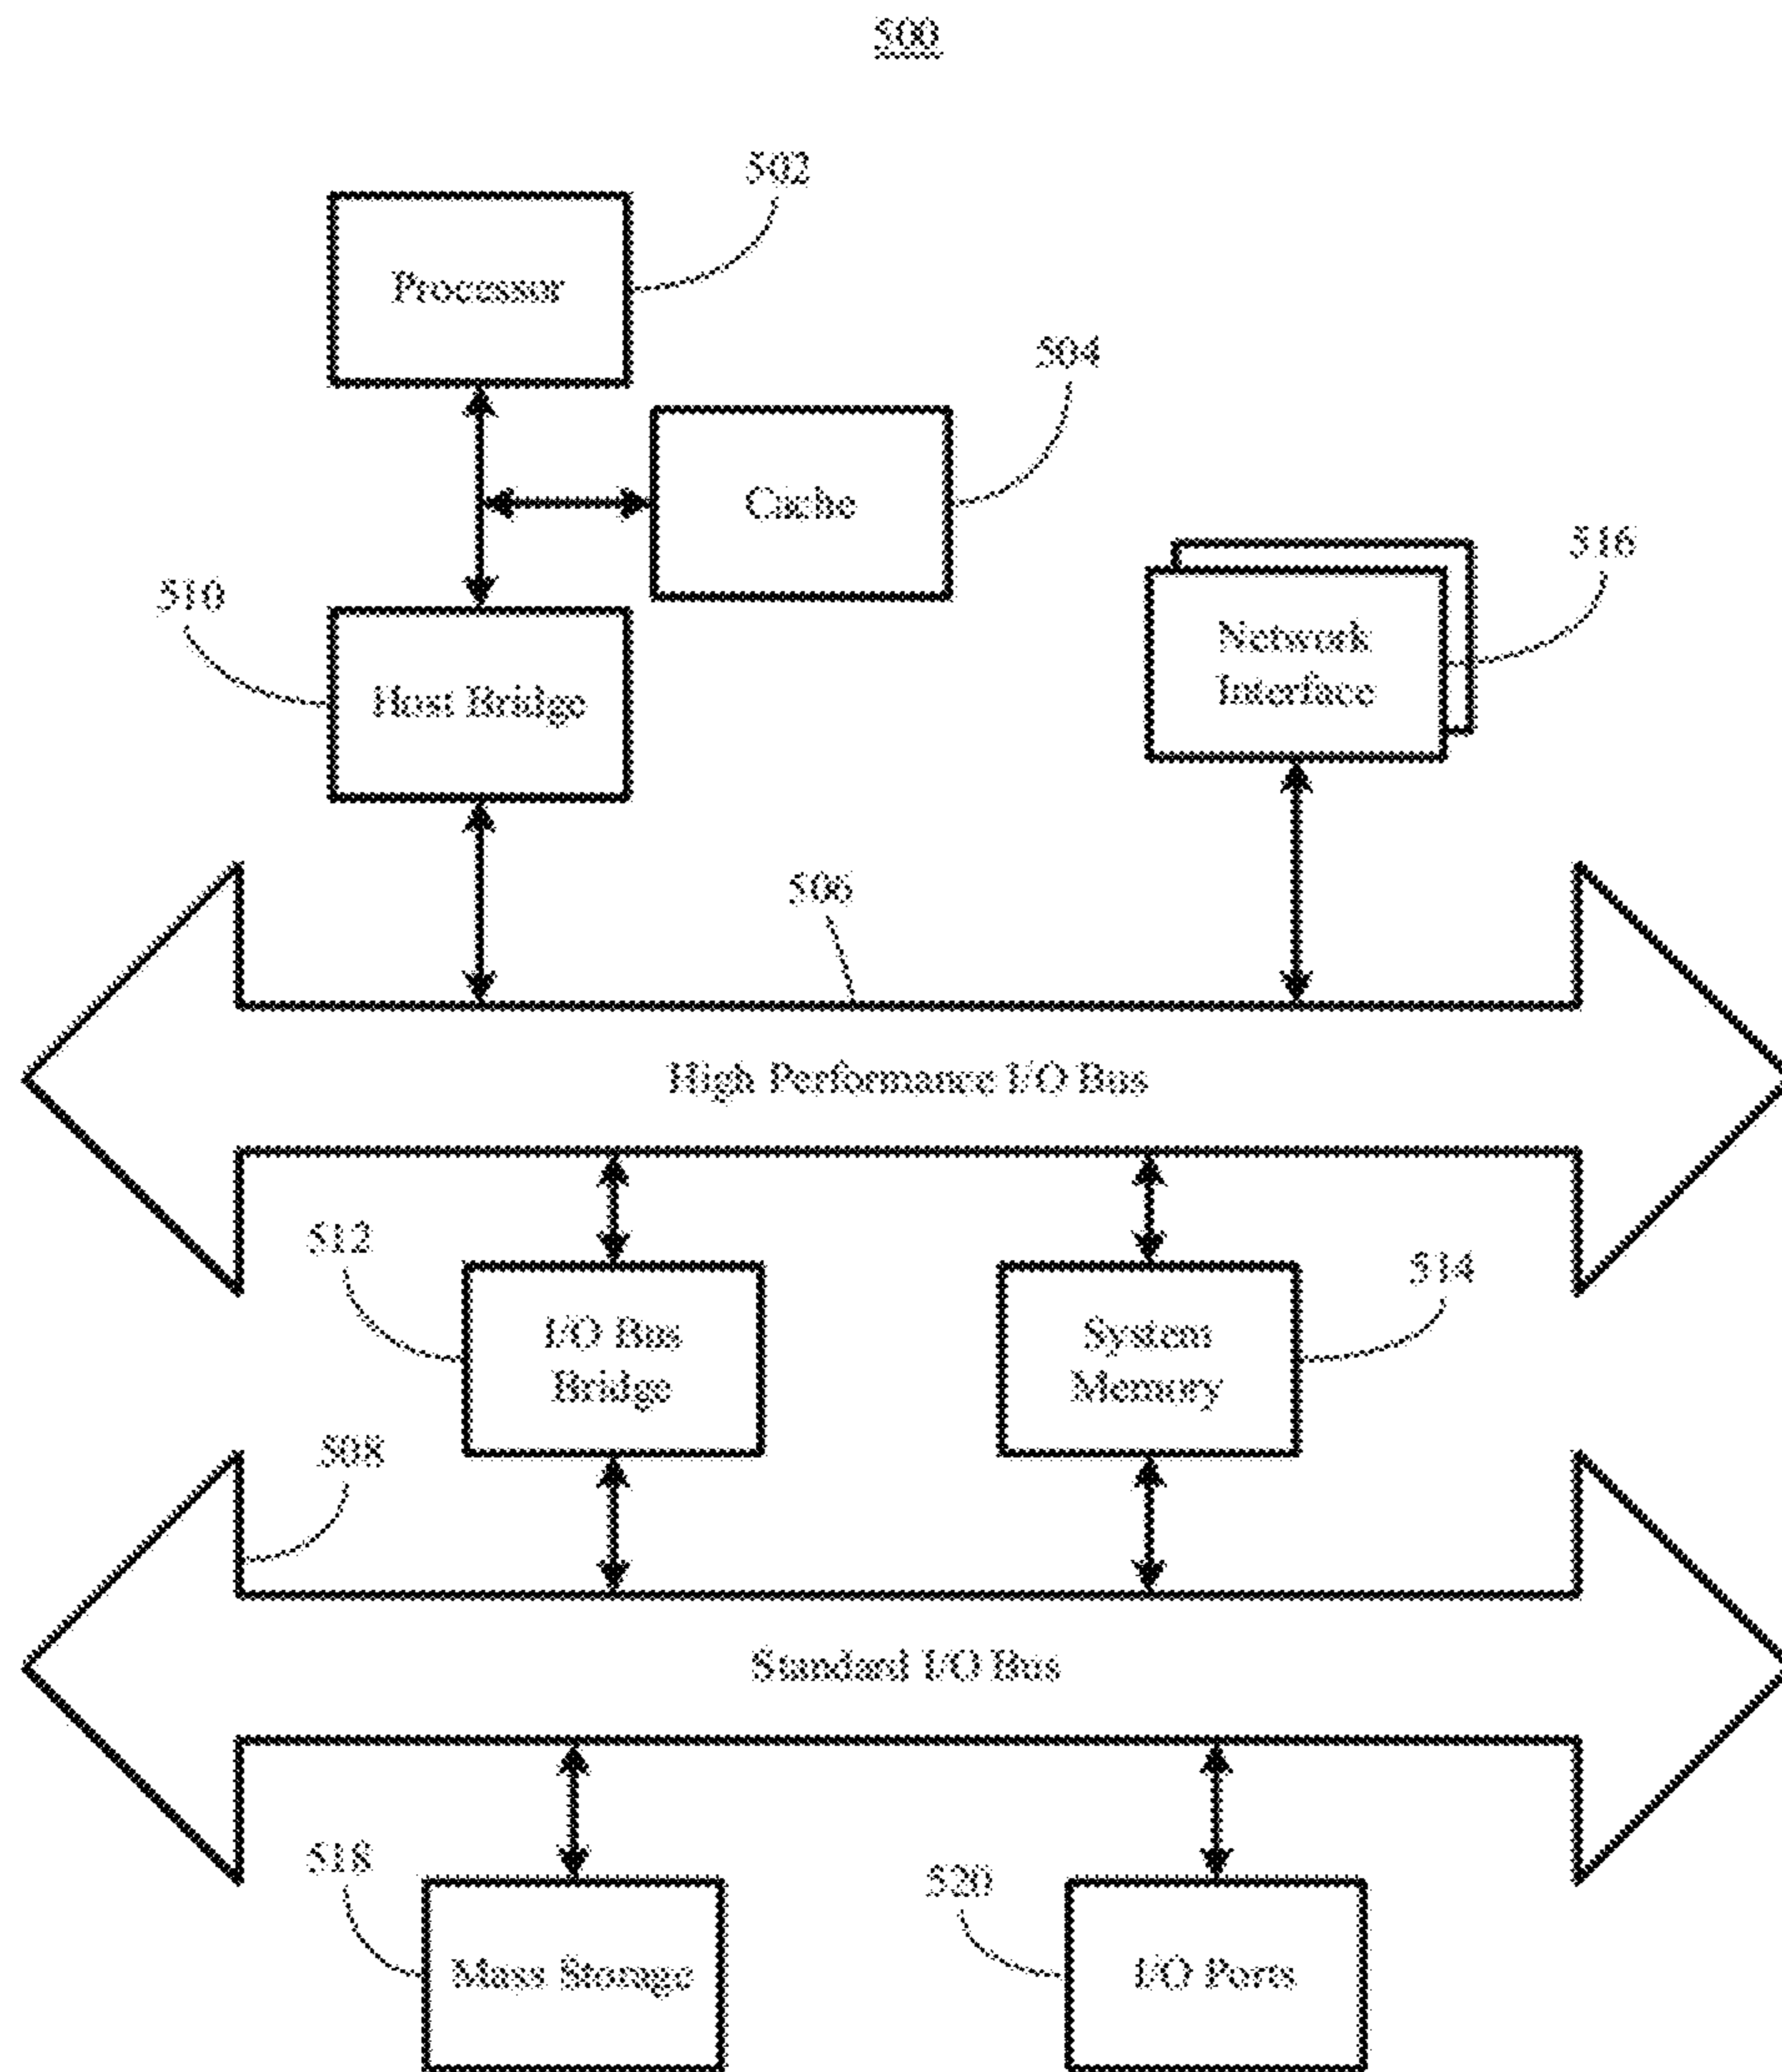 500
502
Processor
504
Cache
516
510
Network
Interface
Host Bridge
506
High Performance I/O Bus
512
514
I/O Bus
Bridge
System
Memory
508
Standard I/O Bus
518
520
Mass Storage
I/O Ports